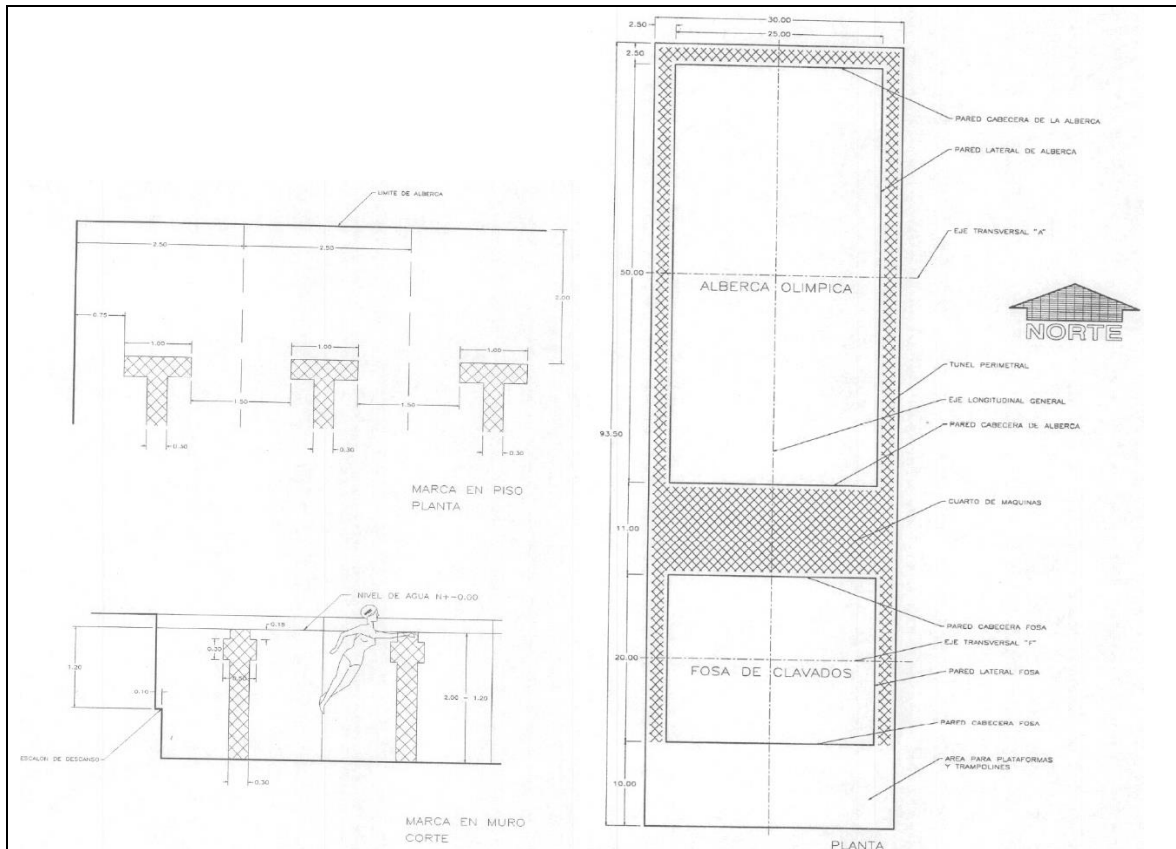 LIMITE DE ALBERCA
2.50
2.50
2.00
0.75
1.00
1.00
1.00
1.50
1.50
0.30
0.30
0.30
MARCA EN PISO
PLANTA
NIVEL DE AGUA N+-0.00
0.15
0.30
0.50
1.20
0.10
2.00 - 1.20
ESCALON DE DESCANSO
0.30
MARCA EN MURO
CORTE
30.00
2.50
25.00
2.50
PARED CABECERA DE LA ALBERCA
PARED LATERAL DE ALBERCA
EJE TRANSVERSAL "A"
50.00
ALBERCA OLIMPICA
NORTE
TUNEL PERIMETRAL
EJE LONGITUDINAL GENERAL
93.50
PARED CABECERA DE ALBERCA
CUARTO DE MAQUINAS
11.00
PARED CABECERA FOSA
EJE TRANSVERSAL "F"
20.00
FOSA DE CLAVADOS
PARED LATERAL FOSA
PARED CABECERA FOSA
AREA PARA PLATAFORMAS
Y TRAMPOLINES
10.00
PLANTA